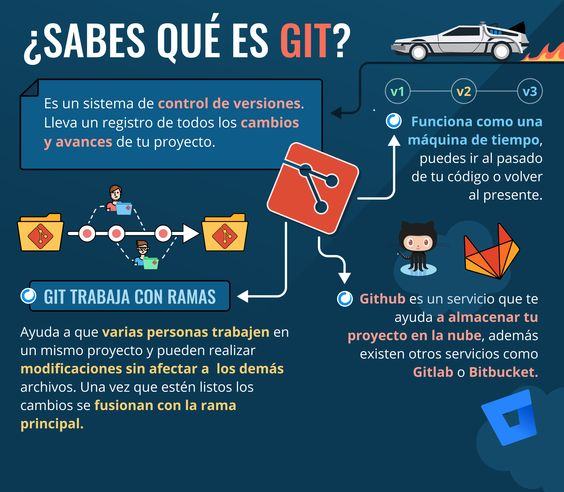 ¿SABES QUÉ ES GIT?
Es un sistema de control de versiones.
Lleva un registro de todos los cambios
y avances de tu proyecto.
v1 v2 v3
Funciona como una
máquina de tiempo,
puedes ir al pasado
de tu código o volver
al presente.
GIT TRABAJA CON RAMAS
Ayuda a que varias personas trabajen en
un mismo proyecto y pueden realizar
modificaciones sin afectar a los demás
archivos. Una vez que estén listos los
cambios se fusionan con la rama
principal.
Github es un servicio que te
ayuda a almacenar tu
proyecto en la nube, además
existen otros servicios como
Gitlab o Bitbucket.